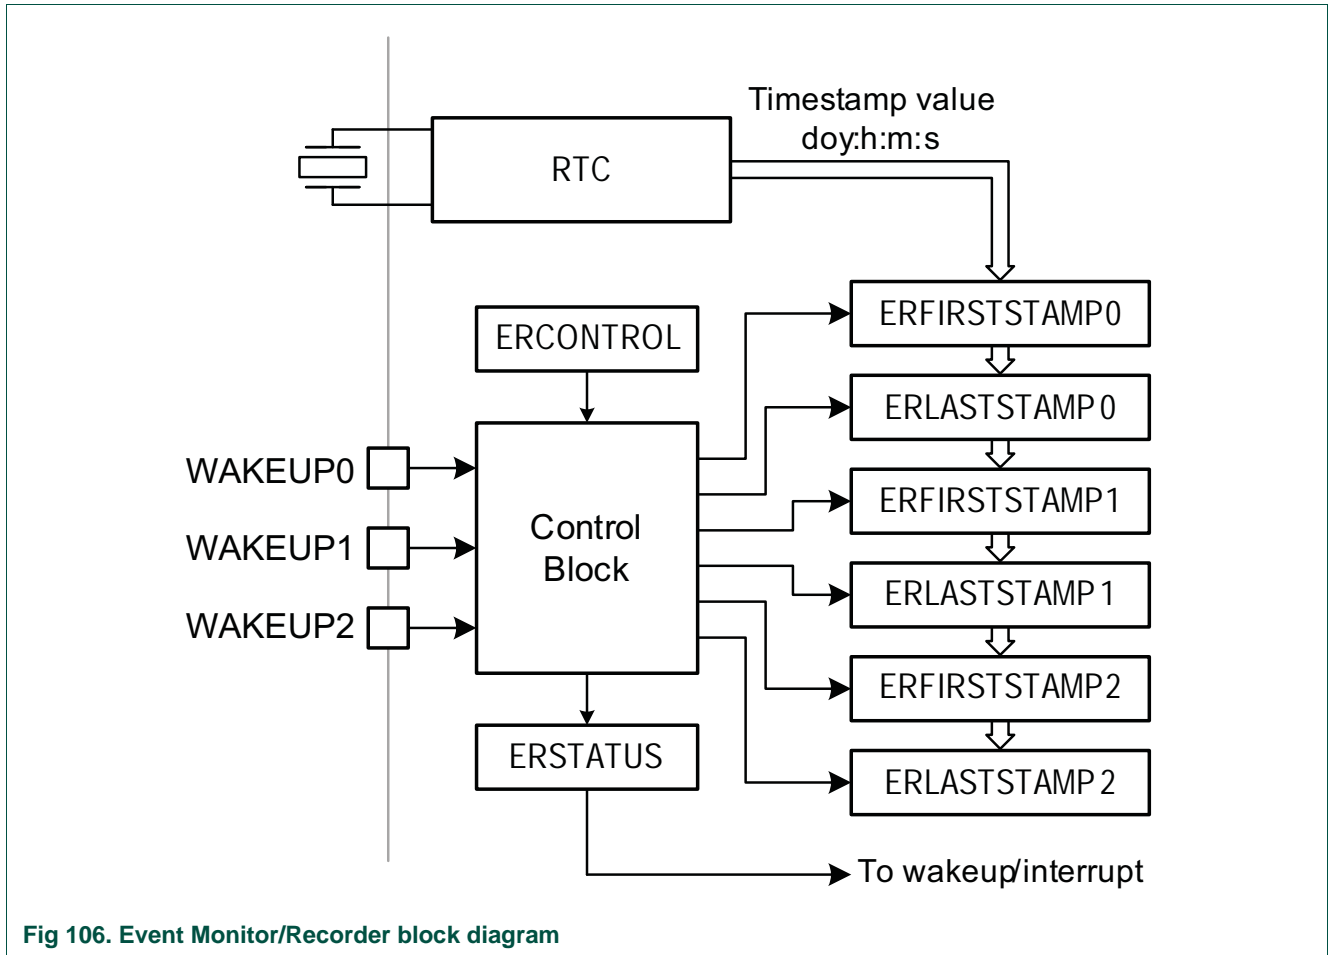 Timestamp value
doy:h:m:s
RTC
ERFIRSTSTAMP0
ERCONTROL
ERLASTSTAMP0
WAKEUP0
ERFIRSTSTAMP1
Control
Block
WAKEUP1
ERLASTSTAMP1
WAKEUP2
ERFIRSTSTAMP2
ERSTATUS
ERLASTSTAMP2
To wakeup/interrupt
Fig 106. Event Monitor/Recorder block diagram